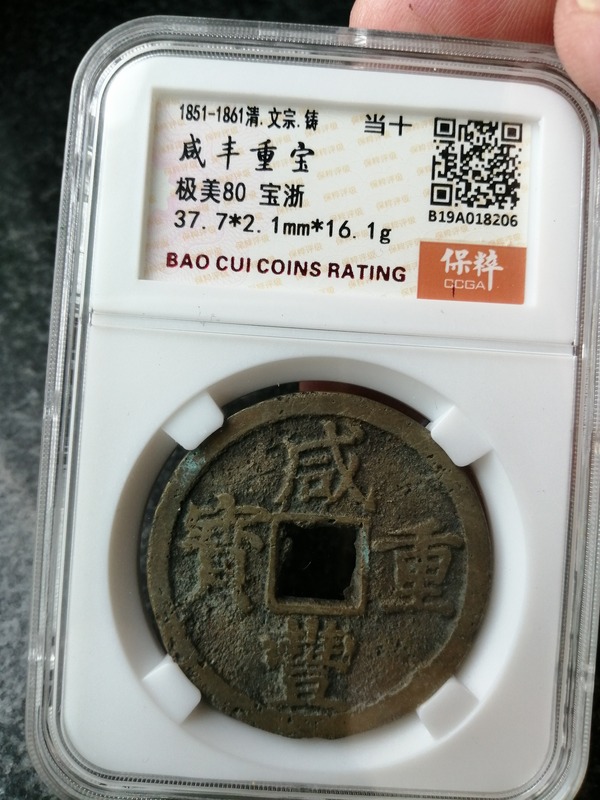 1851-1861清.文宗.铸 当十
咸丰重宝
极美80 宝浙
37.7*2.1mm*16.1g
B19A018206
BAO CUI COINS RATING
保粹
CCGA
咸
豐
重
寶